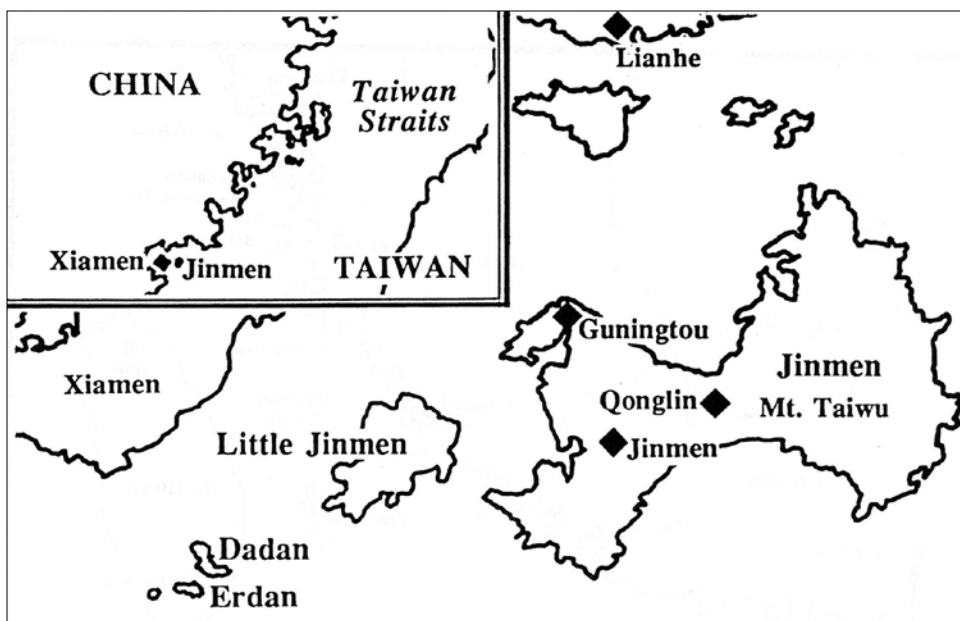 CHINA
Taiwan
Straits
Xiamen
Jinmen
TAIWAN
Lianhe
Guningtou
Xiamen
Jinmen
Qonglin
Mt. Taiwu
Little Jinmen
Jinmen
Dadan
Erdan